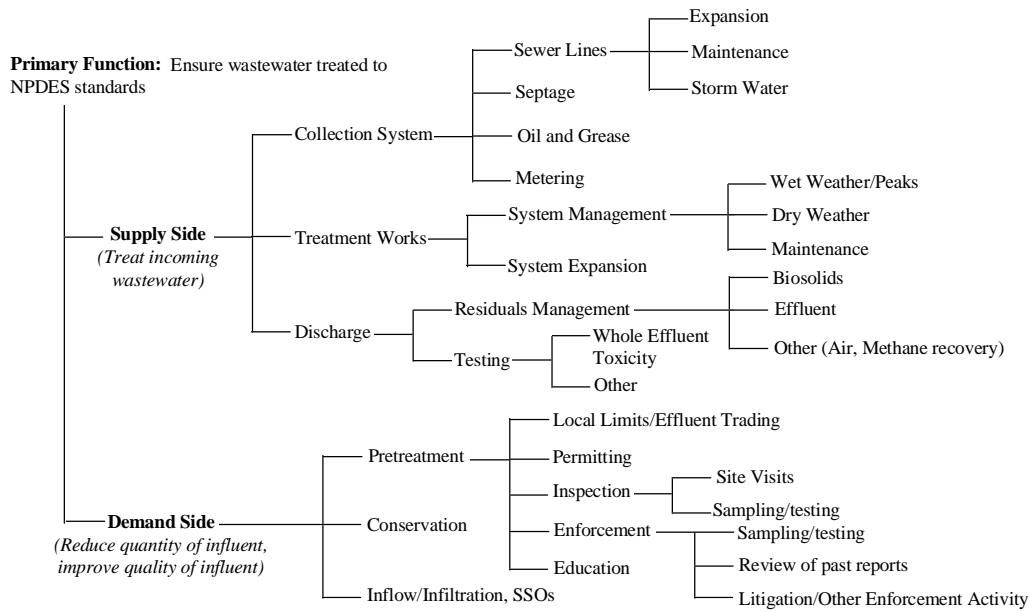 Primary Function: Ensure wastewater treated to
NPDES standards
Supply Side
(Treat incoming
wastewater)
Collection System
Sewer Lines
Expansion
Maintenance
Storm Water
Septage
Oil and Grease
Metering
Treatment Works
System Management
Wet Weather/Peaks
Dry Weather
Maintenance
System Expansion
Discharge
Residuals Management
Biosolids
Effluent
Other (Air, Methane recovery)
Testing
Whole Effluent
Toxicity
Other
Demand Side
(Reduce quantity of influent,
improve quality of influent)
Pretreatment
Local Limits/Effluent Trading
Permitting
Inspection
Site Visits
Sampling/testing
Enforcement
Sampling/testing
Review of past reports
Litigation/Other Enforcement Activity
Education
Conservation
Inflow/Infiltration, SSOs